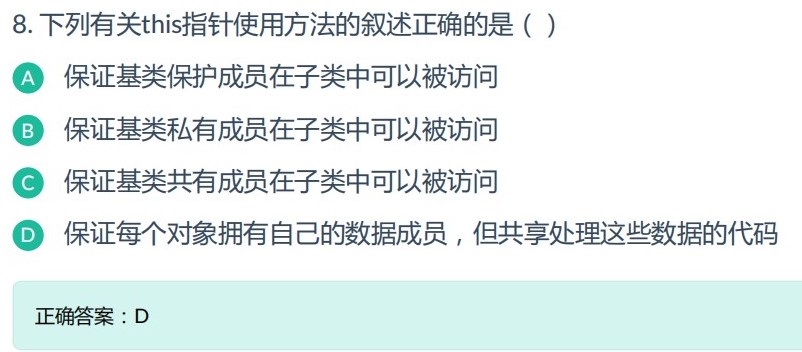 8. 下列有关this指针使用方法的叙述正确的是（ ）
A 保证基类保护成员在子类中可以被访问
B 保证基类私有成员在子类中可以被访问
C 保证基类共有成员在子类中可以被访问
D 保证每个对象拥有自己的数据成员，但共享处理这些数据的代码
正确答案：D